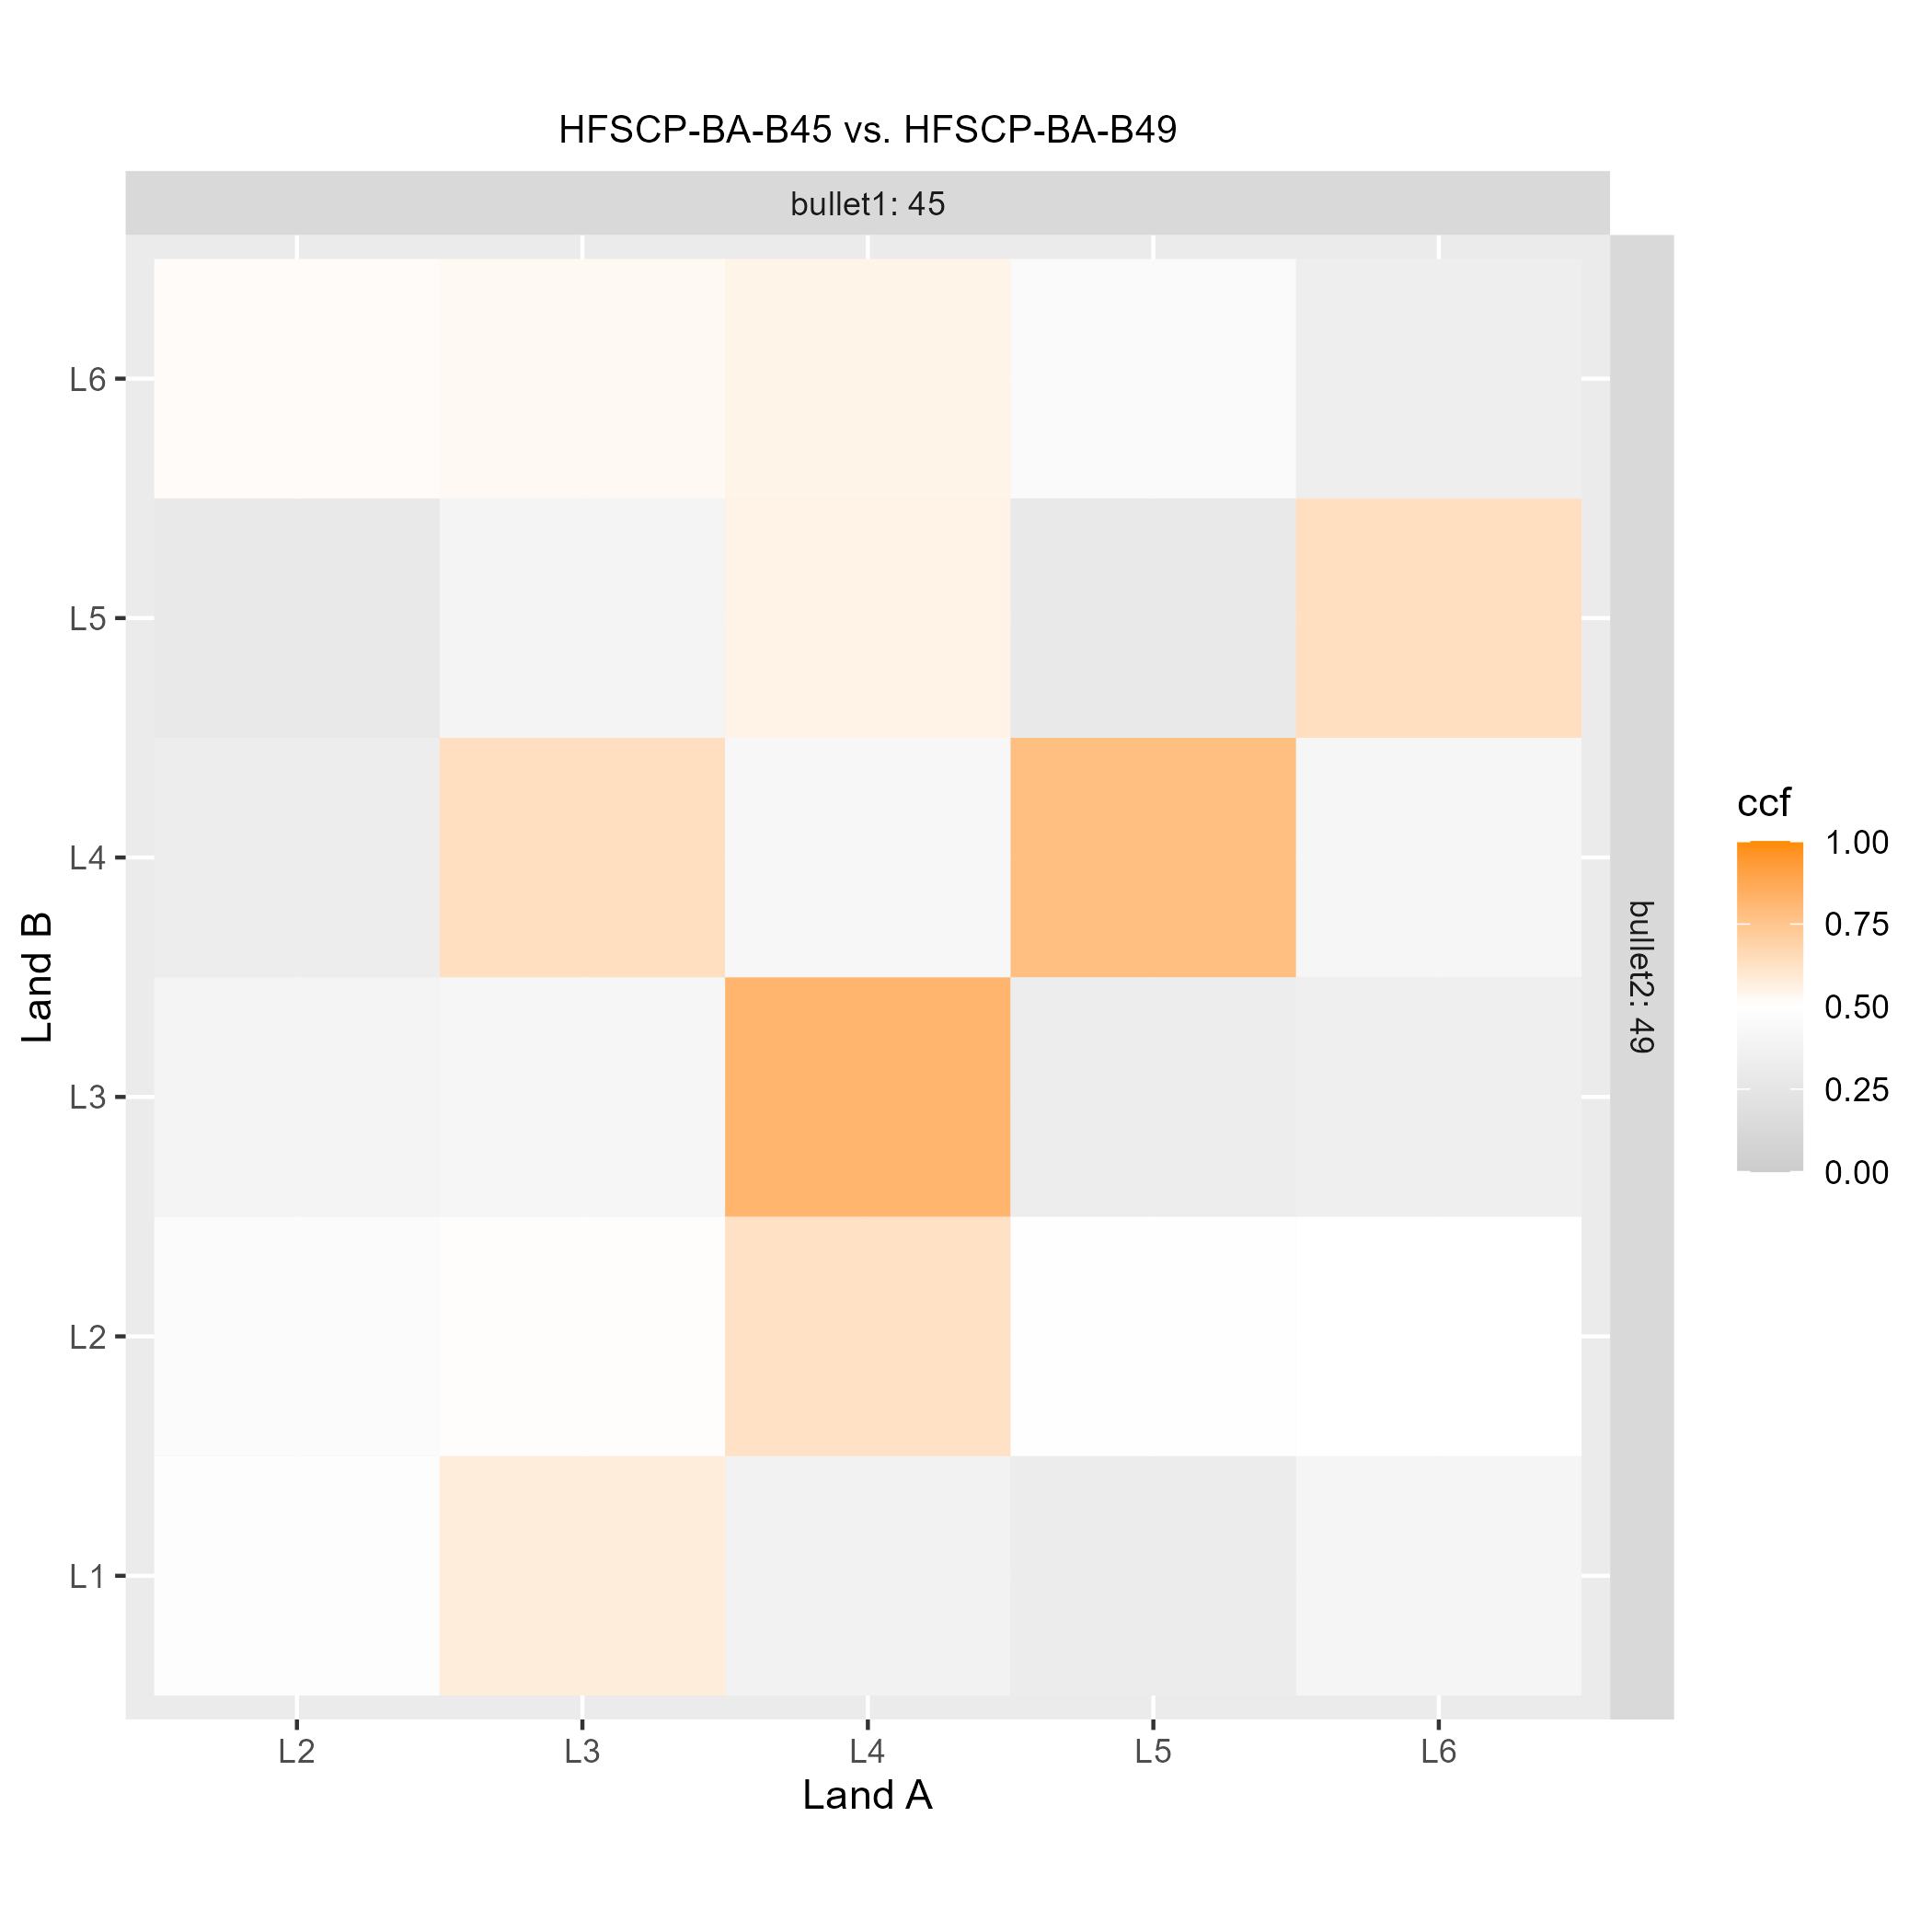 HFSCP-BA-B45 vs. HFSCP-BA-B49
bullet1: 45
L6
L5
L4
L3
L2
L1
Land B
L2 L3 L4 L5 L6
Land A
bullet2: 49
ccf
1.00
0.75
0.50
0.25
0.00